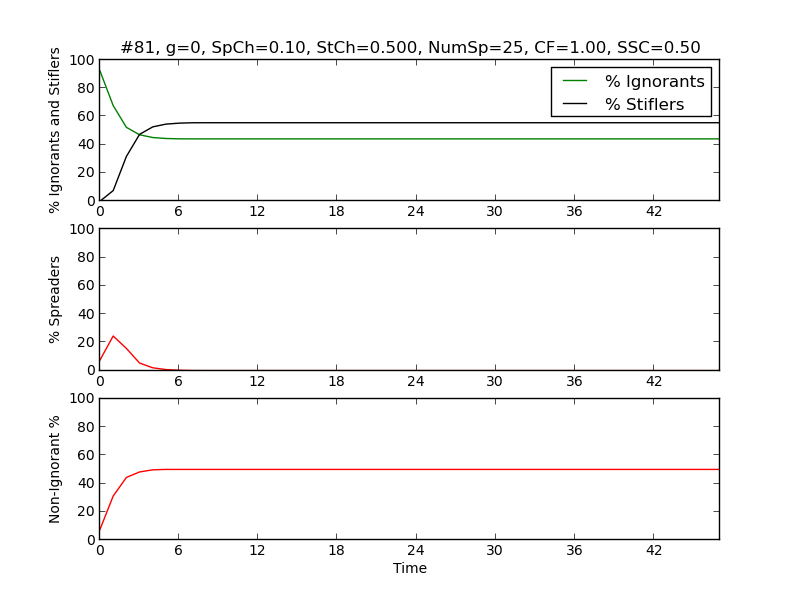 #81, g=0, SpCh=0.10, StCh=0.500, NumSp=25, CF=1.00, SSC=0.50
% Ignorants and Stiflers
100
80
60
40
20
0
% Ignorants
% Stiflers
0 6 12 18 24 30 36 42
% Spreaders
100
80
60
40
20
0
0 6 12 18 24 30 36 42
Non-Ignorant %
100
80
60
40
20
0
0 6 12 18 24 30 36 42
Time